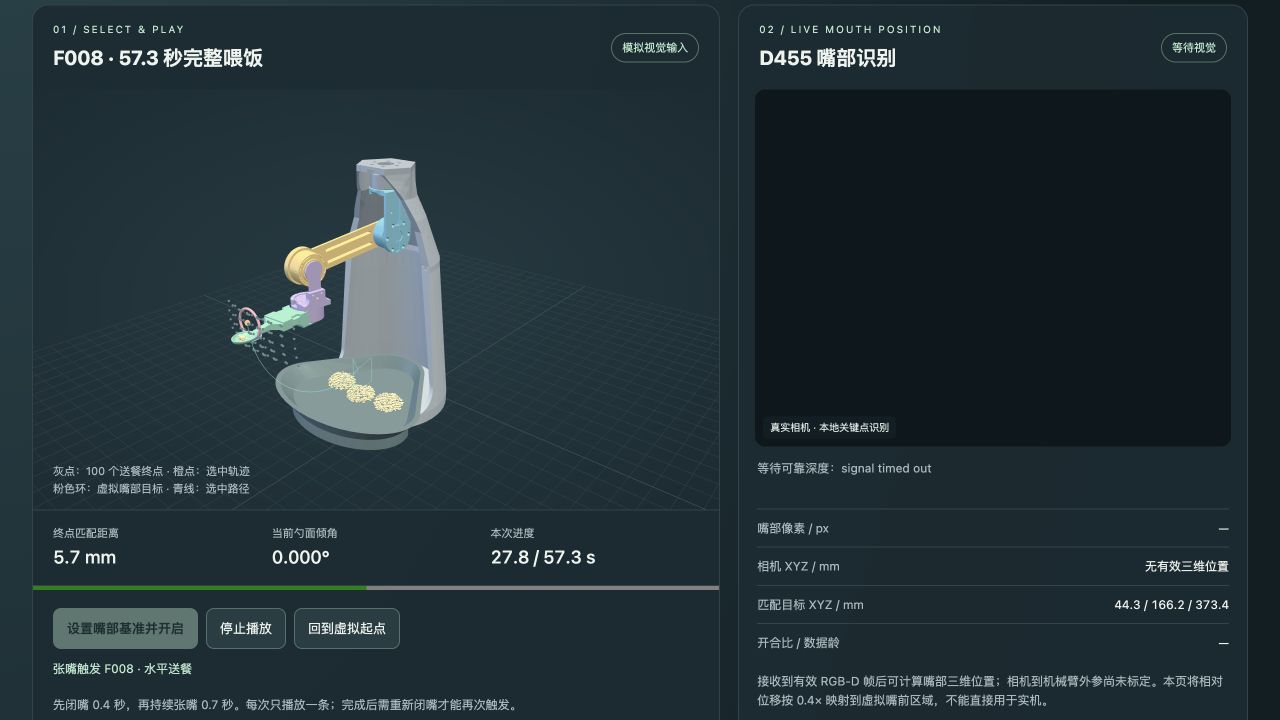 01 / SELECT & PLAY
F008 · 57.3 秒完整喂饭
模拟视觉输入
灰点：100 个送餐终点 · 橙点：选中轨迹
粉色环：虚拟嘴部目标 · 青线：选中路径
终点匹配距离
5.7 mm
当前勺面倾角
0.000°
本次进度
27.8 / 57.3 s
设置嘴部基准并开启
停止播放
回到虚拟起点
张嘴触发 F008 · 水平送餐
先闭嘴 0.4 秒，再持续张嘴 0.7 秒。每次只播放一条；完成后需重新闭嘴才能再次触发。
02 / LIVE MOUTH POSITION
D455 嘴部识别
等待视觉
真实相机 · 本地关键点识别
等待可靠深度：signal timed out
嘴部像素 / px
—
相机 XYZ / mm
无有效三维位置
匹配目标 XYZ / mm
44.3 / 166.2 / 373.4
开合比 / 数据龄
—
接收到有效 RGB-D 帧后可计算嘴部三维位置；相机到机械臂外参尚未标定。本页将相对
位移按 0.4× 映射到虚拟嘴前区域，不能直接用于实机。